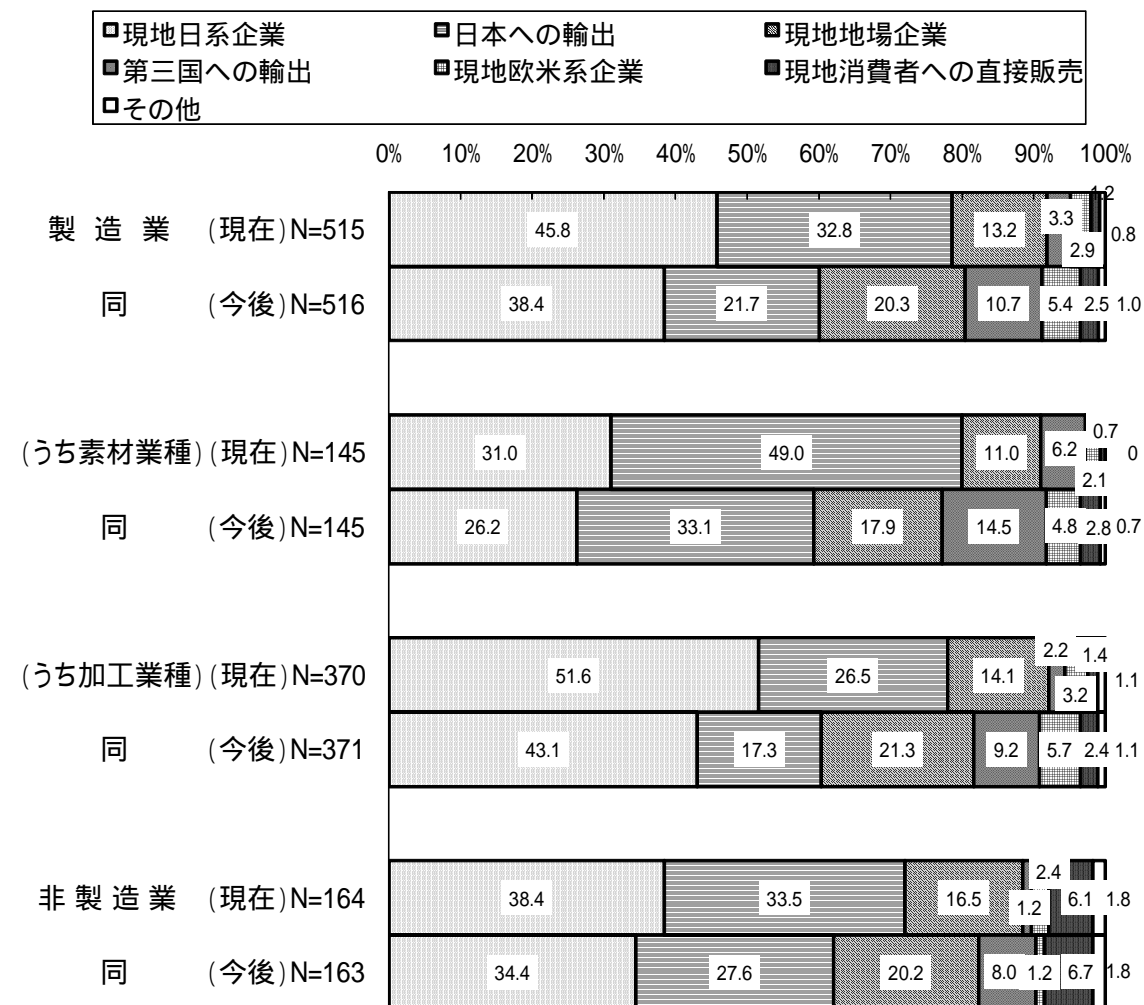 現地日系企業 日本への輸出 現地地場企業
第三国への輸出 現地欧米系企業 現地消費者への直接販売
その他
0% 10% 20% 30% 40% 50% 60% 70% 80% 90% 100%
製造業 (現在)N=515 45.8 32.8 13.2 3.3 2.9 1.2 0.8
同 (今後)N=516 38.4 21.7 20.3 10.7 5.4 2.5 1.0
(うち素材業種)(現在)N=145 31.0 49.0 11.0 6.2 2.1 0.7 0
同 (今後)N=145 26.2 33.1 17.9 14.5 4.8 2.8 0.7
(うち加工業種)(現在)N=370 51.6 26.5 14.1 2.2 3.2 1.4 1.1
同 (今後)N=371 43.1 17.3 21.3 9.2 5.7 2.4 1.1
非製造業 (現在)N=164 38.4 33.5 16.5 1.2 2.4 6.1 1.8
同 (今後)N=163 34.4 27.6 20.2 8.0 1.2 6.7 1.8